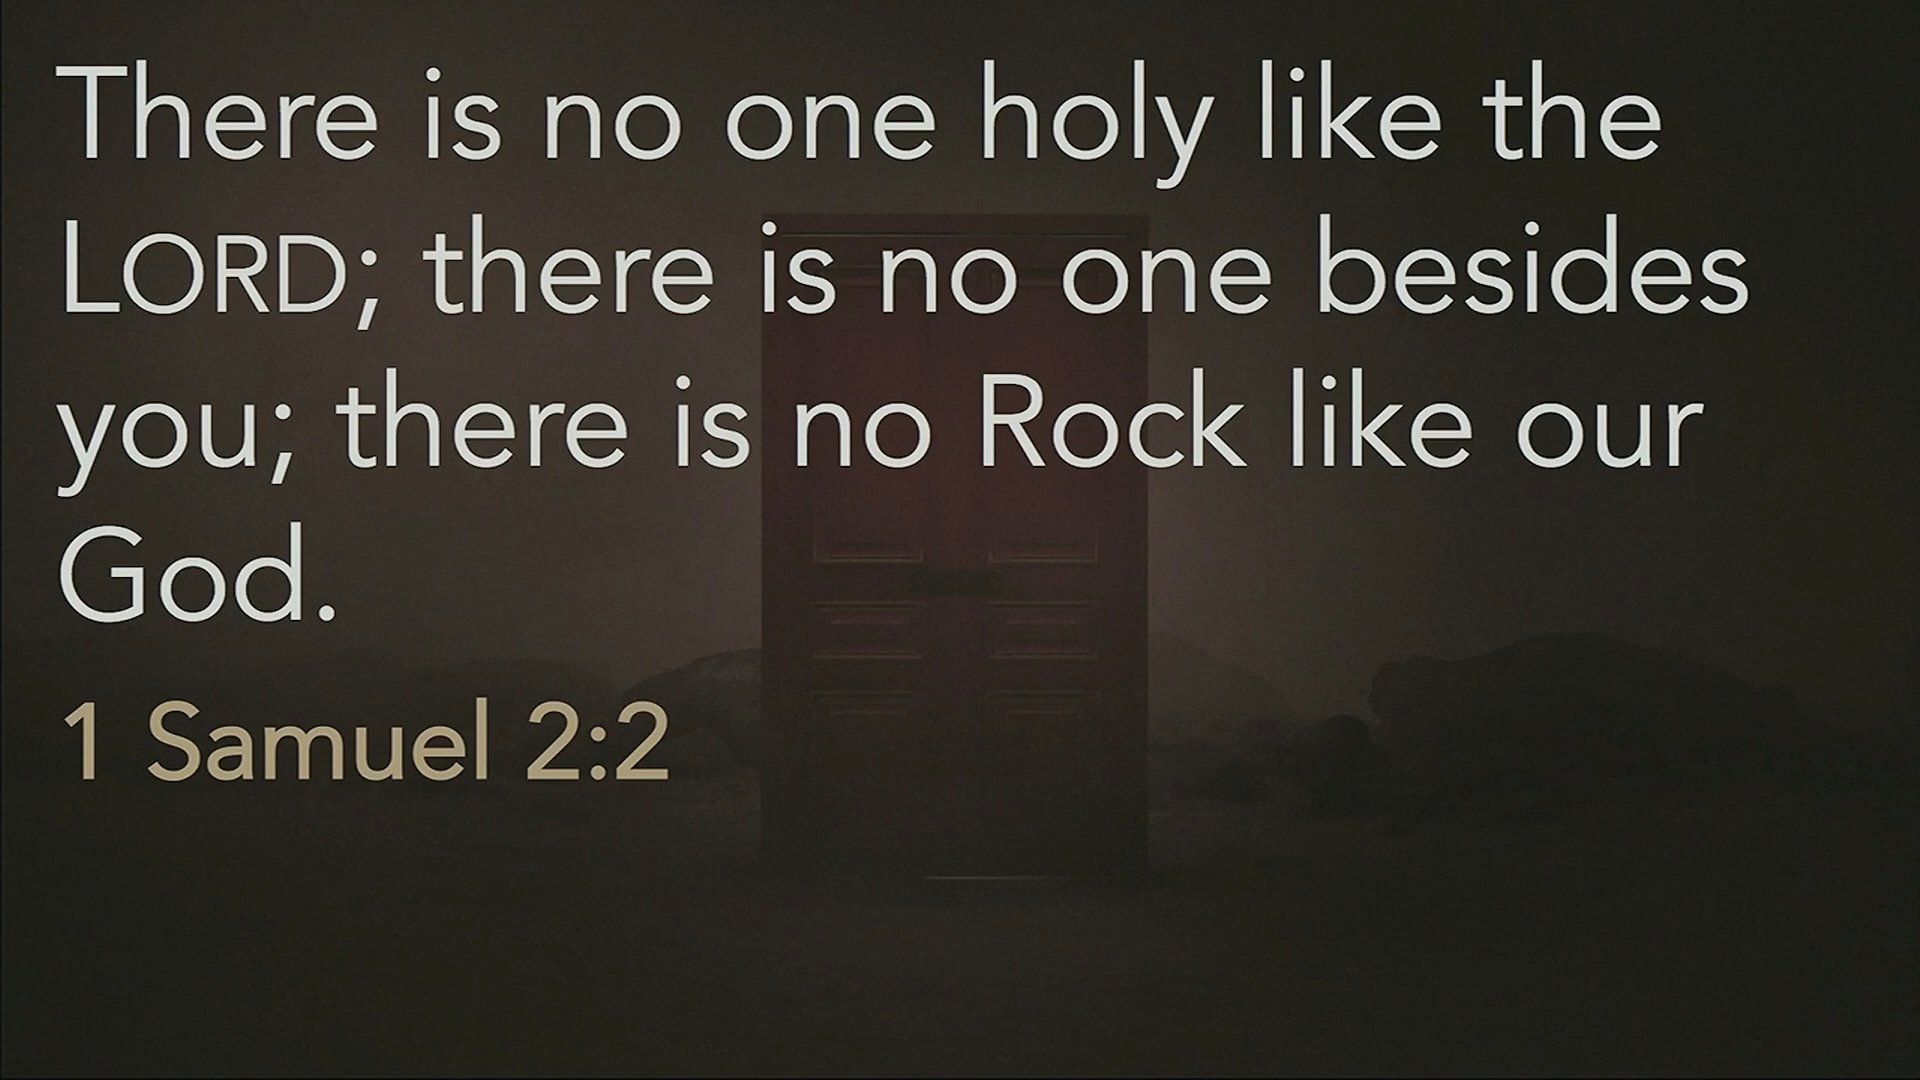 There is no one holy like the
LORD; there is no one besides
you; there is no Rock like our
God.
1 Samuel 2:2